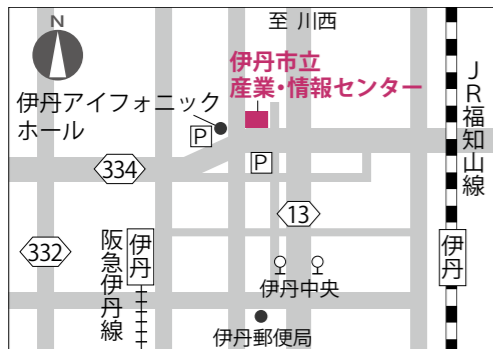 至 川西
N
伊丹市立
産業・情報センター
伊丹アイフォニック
ホール
P
P
334
13
332
阪急伊丹線
伊丹
JR福知山線
伊丹
伊丹中央
伊丹郵便局